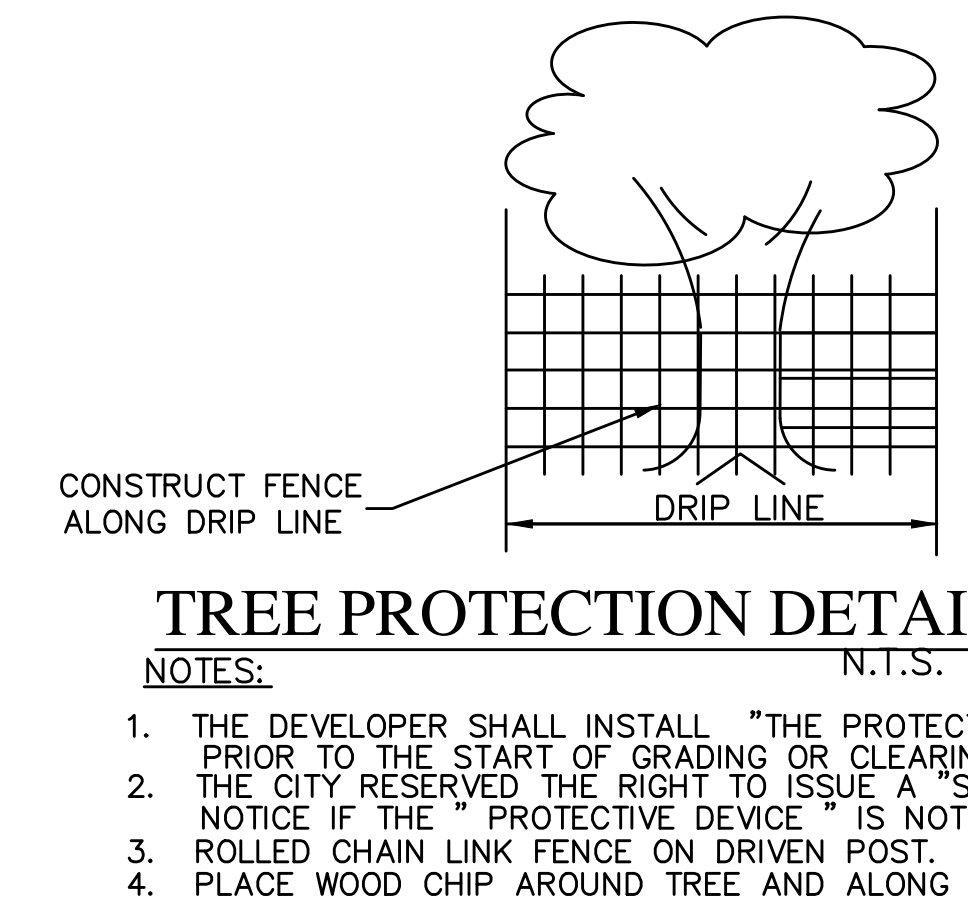 CONSTRUCT FENCE
ALONG DRIP LINE
DRIP LINE
TREE PROTECTION DETAI
N.T.S.
NOTES:
1. THE DEVELOPER SHALL INSTALL "THE PROTECT
PRIOR TO THE START OF GRADING OR CLEARIN
2. THE CITY RESERVED THE RIGHT TO ISSUE A "S
NOTICE IF THE " PROTECTIVE DEVICE " IS NOT
3. ROLLED CHAIN LINK FENCE ON DRIVEN POST.
4. PLACE WOOD CHIP AROUND TREE AND ALONG